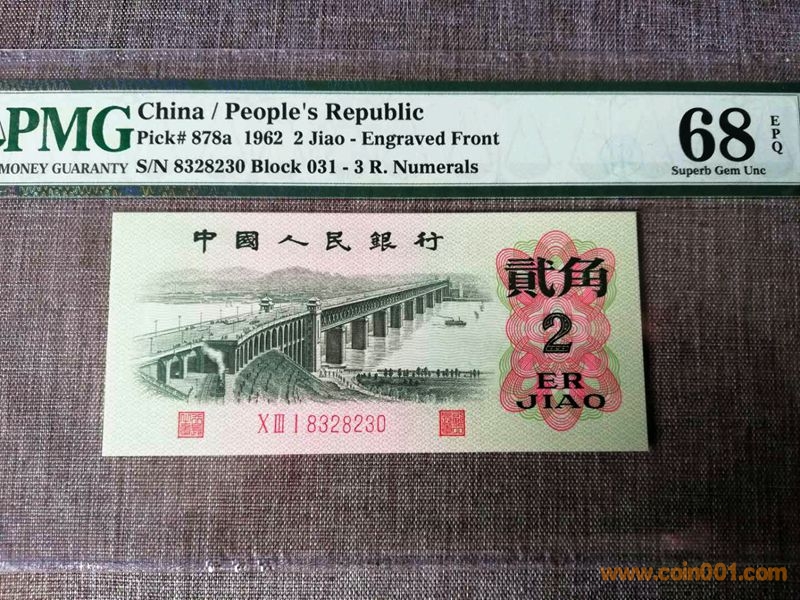 PMG
MONEY GUARANTY
China / People's Republic
Pick# 878a 1962 2 Jiao - Engraved Front
S/N 8328230 Block 031 - 3 R. Numerals
68
EPQ
Superb Gem Unc
中國人民銀行
貳角
2
ER
JIAO
X III I 8328230
www.coin001.com